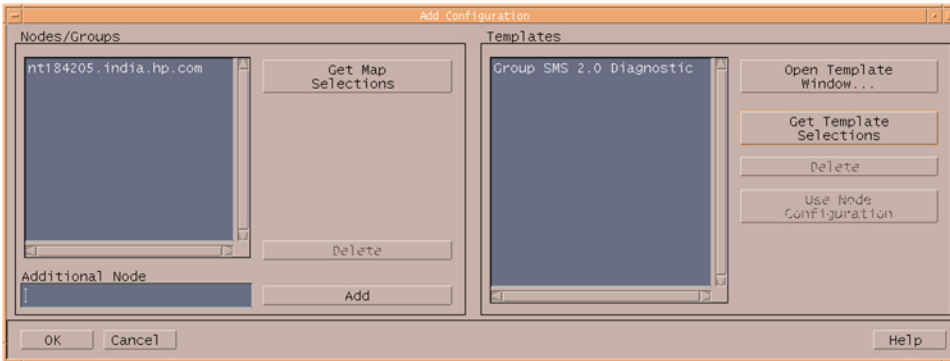 Add Configuration
Nodes/Groups
nt184205.india.hp.com
Get Map
Selections
Delete
Additional Node
Add
Templates
Group SMS 2.0 Diagnostic
Open Template
Window...
Get Template
Selections
Delete
Use Node
Configuration
OK
Cancel
Help